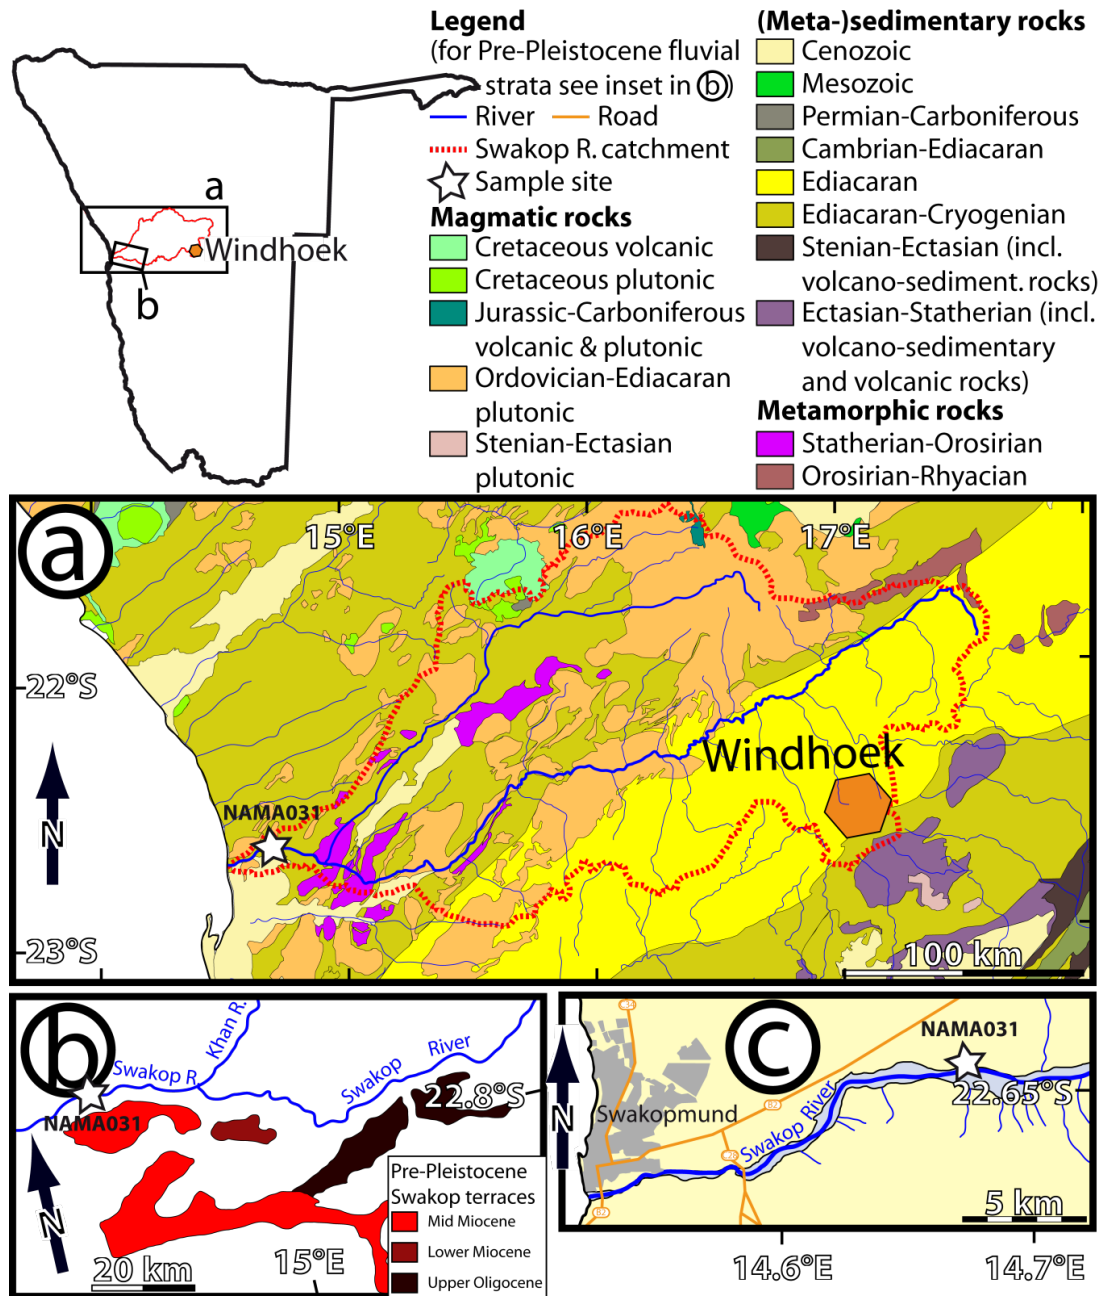 a
Windhoek
b
Legend
(for Pre-Pleistocene fluvial
strata see inset in ⓑ)
River
Road
Swakop R. catchment
Sample site
Magmatic rocks
Cretaceous volcanic
Cretaceous plutonic
Jurassic-Carboniferous
volcanic & plutonic
Ordovician-Ediacaran
plutonic
Stenian-Ectasian
plutonic
(Meta-)sedimentary rocks
Cenozoic
Mesozoic
Permian-Carboniferous
Cambrian-Ediacaran
Ediacaran
Ediacaran-Cryogenian
Stenian-Ectasian (incl.
volcano-sediment. rocks)
Ectasian-Statherian (incl.
volcano-sedimentary
and volcanic rocks)
Metamorphic rocks
Statherian-Orosirian
Orosirian-Rhyacian
a
15°E
16°E
17°E
22°S
Windhoek
NAMA031
N
23°S
100 km
b
Khan R.
Swakop R.
Swakop
River
22.8°S
NAMA031
N
Pre-Pleistocene
Swakop terraces
Mid Miocene
Lower Miocene
Upper Oligocene
15°E
20 km
C34
c
NAMA031
N
22.65°S
B2
Swakopmund
Swakop River
C28
B2
5 km
14.6°E
14.7°E